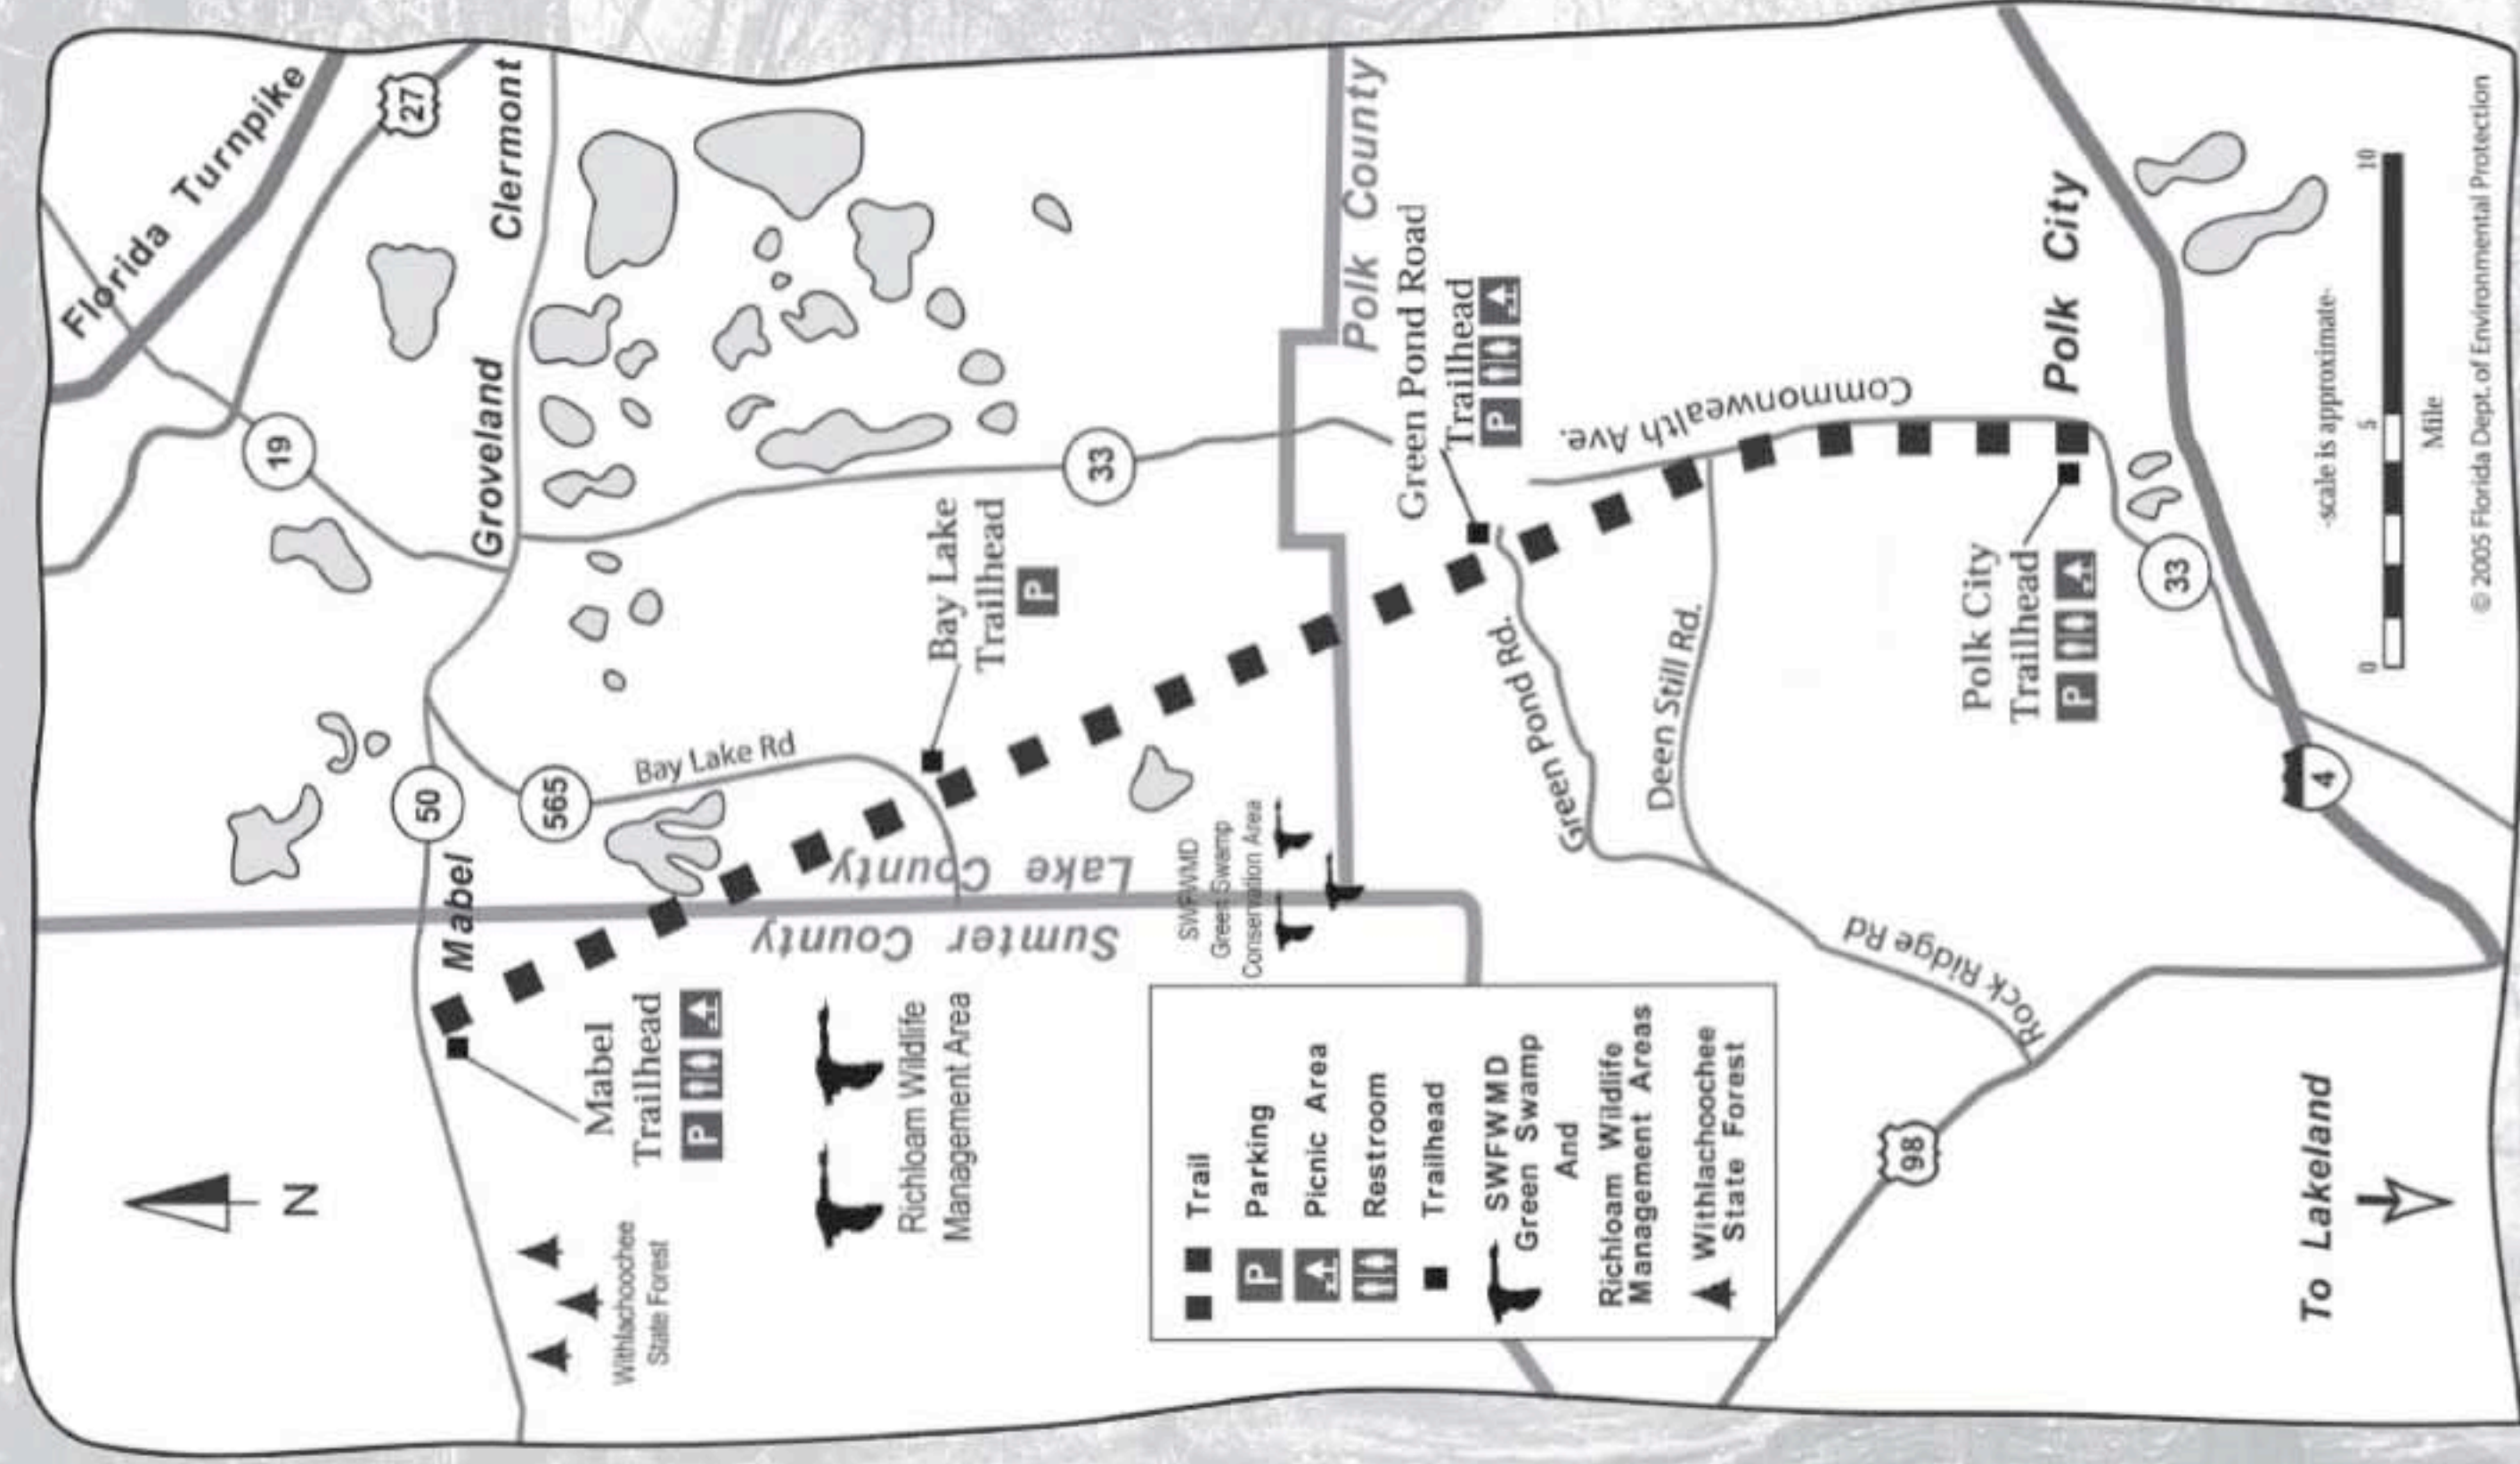 Florida Turnpike
27
Clermont
19
Groveland
50
565
Mabel
Bay Lake Rd
33
Bay Lake
Trailhead
P
N
Withlachoochee
State Forest
Mabel
Trailhead
P
Richloam Wildlife
Management Area
Lake County
Sumter County
SWFWMD
Green Swamp
Conservation Area
Polk County
Green Pond Road
Trailhead
P
Commonwealth Ave.
Green Pond Rd.
Deen Still Rd.
Rock Ridge Rd
Polk City
Polk City
Trailhead
P
33
4
98
To Lakeland
Trail
P Parking
Picnic Area
Restroom
Trailhead
SWFWMD
Green Swamp
And
Richloam Wildlife
Management Areas
Withlachoochee
State Forest
-scale is approximate-
0 5 10
Mile
© 2005 Florida Dept. of Environmental Protection